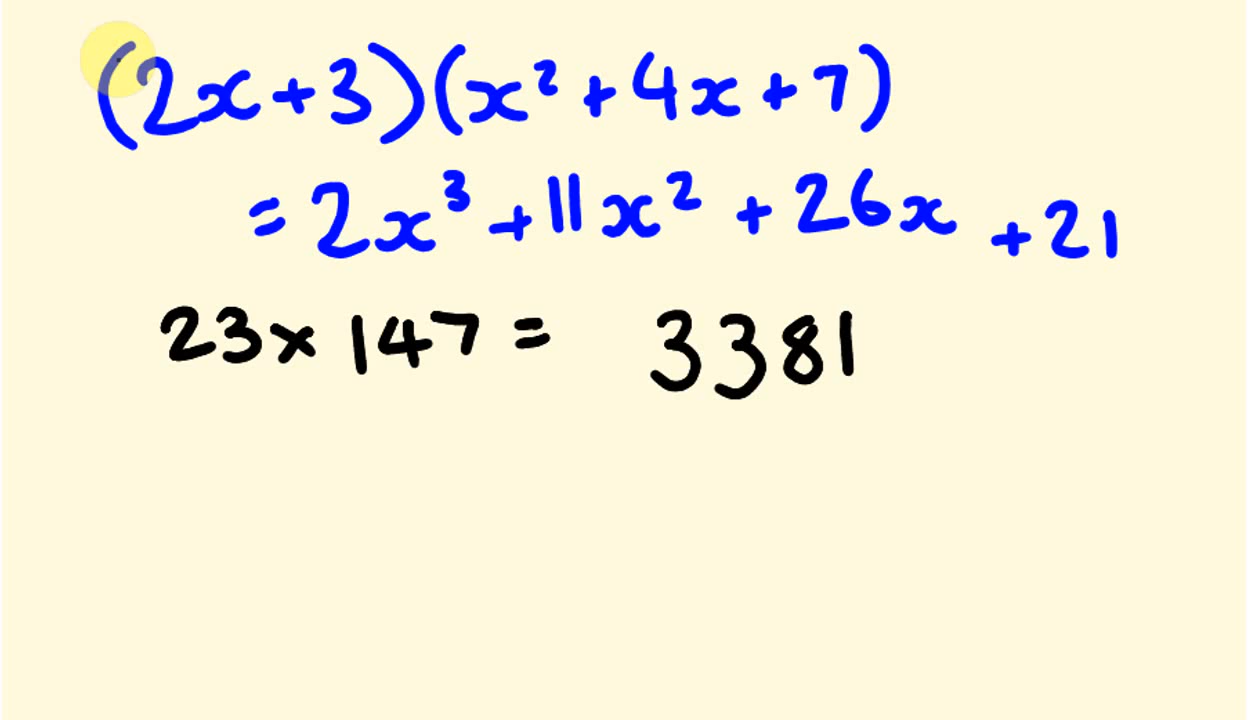 (2x+3)(x²+4x+7)
=2x³+11x²+26x+21
23×147=3381